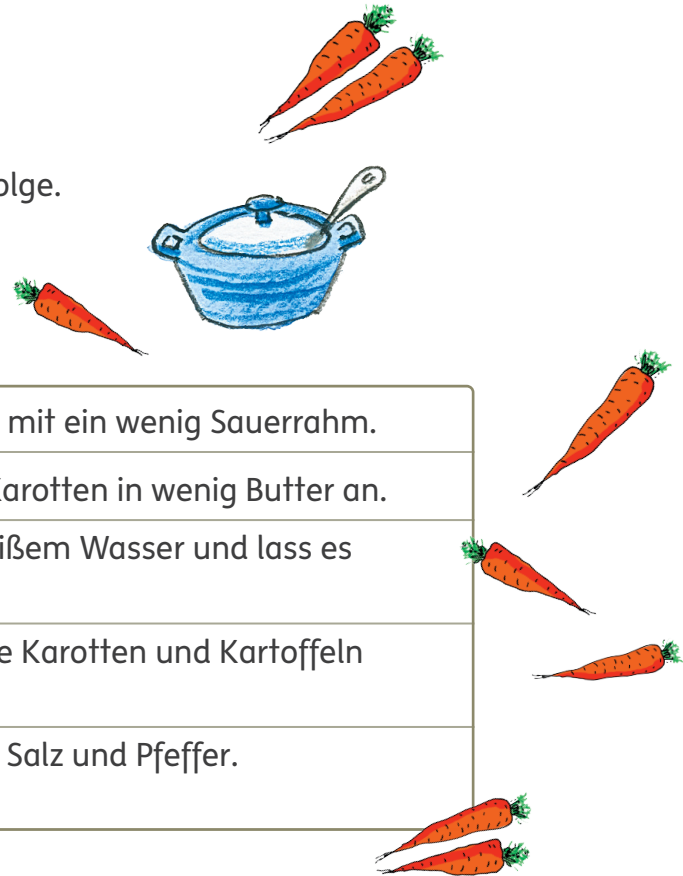 olge.
mit ein wenig Sauerrahm.
Karotten in wenig Butter an.
ißem Wasser und lass es
e Karotten und Kartoffeln
Salz und Pfeffer.